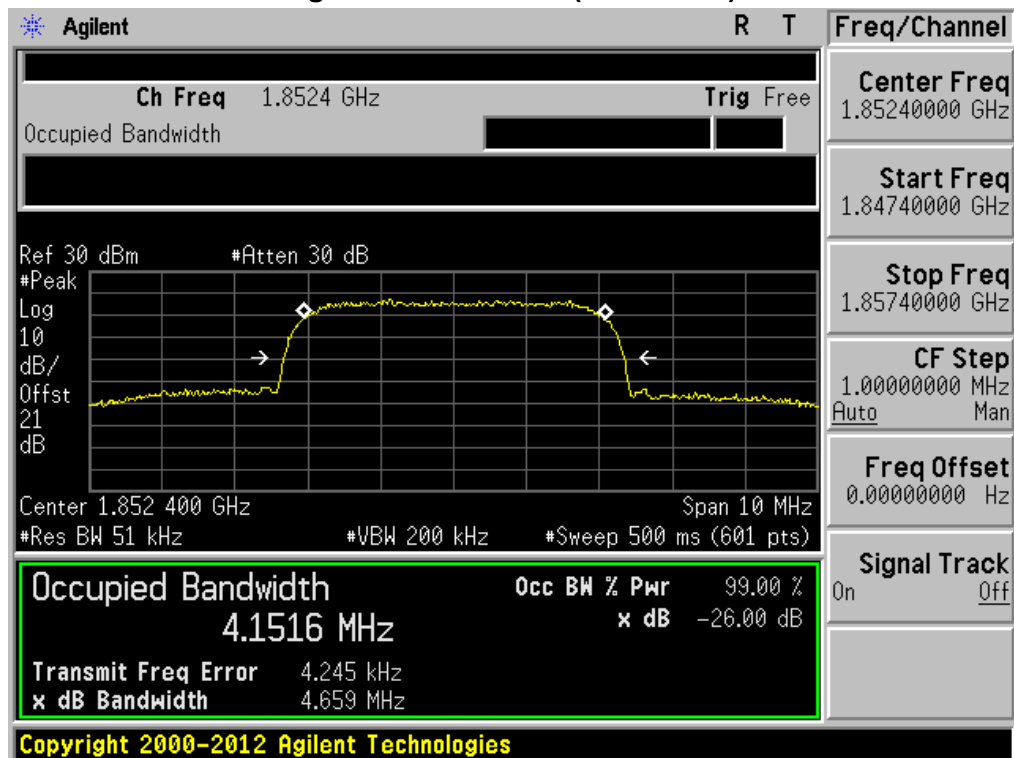 Agilent R T
Ch Freq 1.8524 GHz Trig Free
Occupied Bandwidth
Ref 30 dBm #Atten 30 dB
#Peak
Log
10
dB/
Offst
21
dB
Center 1.852 400 GHz Span 10 MHz
#Res BW 51 kHz #VBW 200 kHz #Sweep 500 ms (601 pts)
Occupied Bandwidth
4.1516 MHz
Occ BW % Pwr 99.00 %
x dB -26.00 dB
Transmit Freq Error 4.245 kHz
x dB Bandwidth 4.659 MHz
Copyright 2000-2012 Agilent Technologies
Freq/Channel
Center Freq
1.85240000 GHz
Start Freq
1.84740000 GHz
Stop Freq
1.85740000 GHz
CF Step
1.00000000 MHz
Auto Man
Freq Offset
0.00000000 Hz
Signal Track
On Off